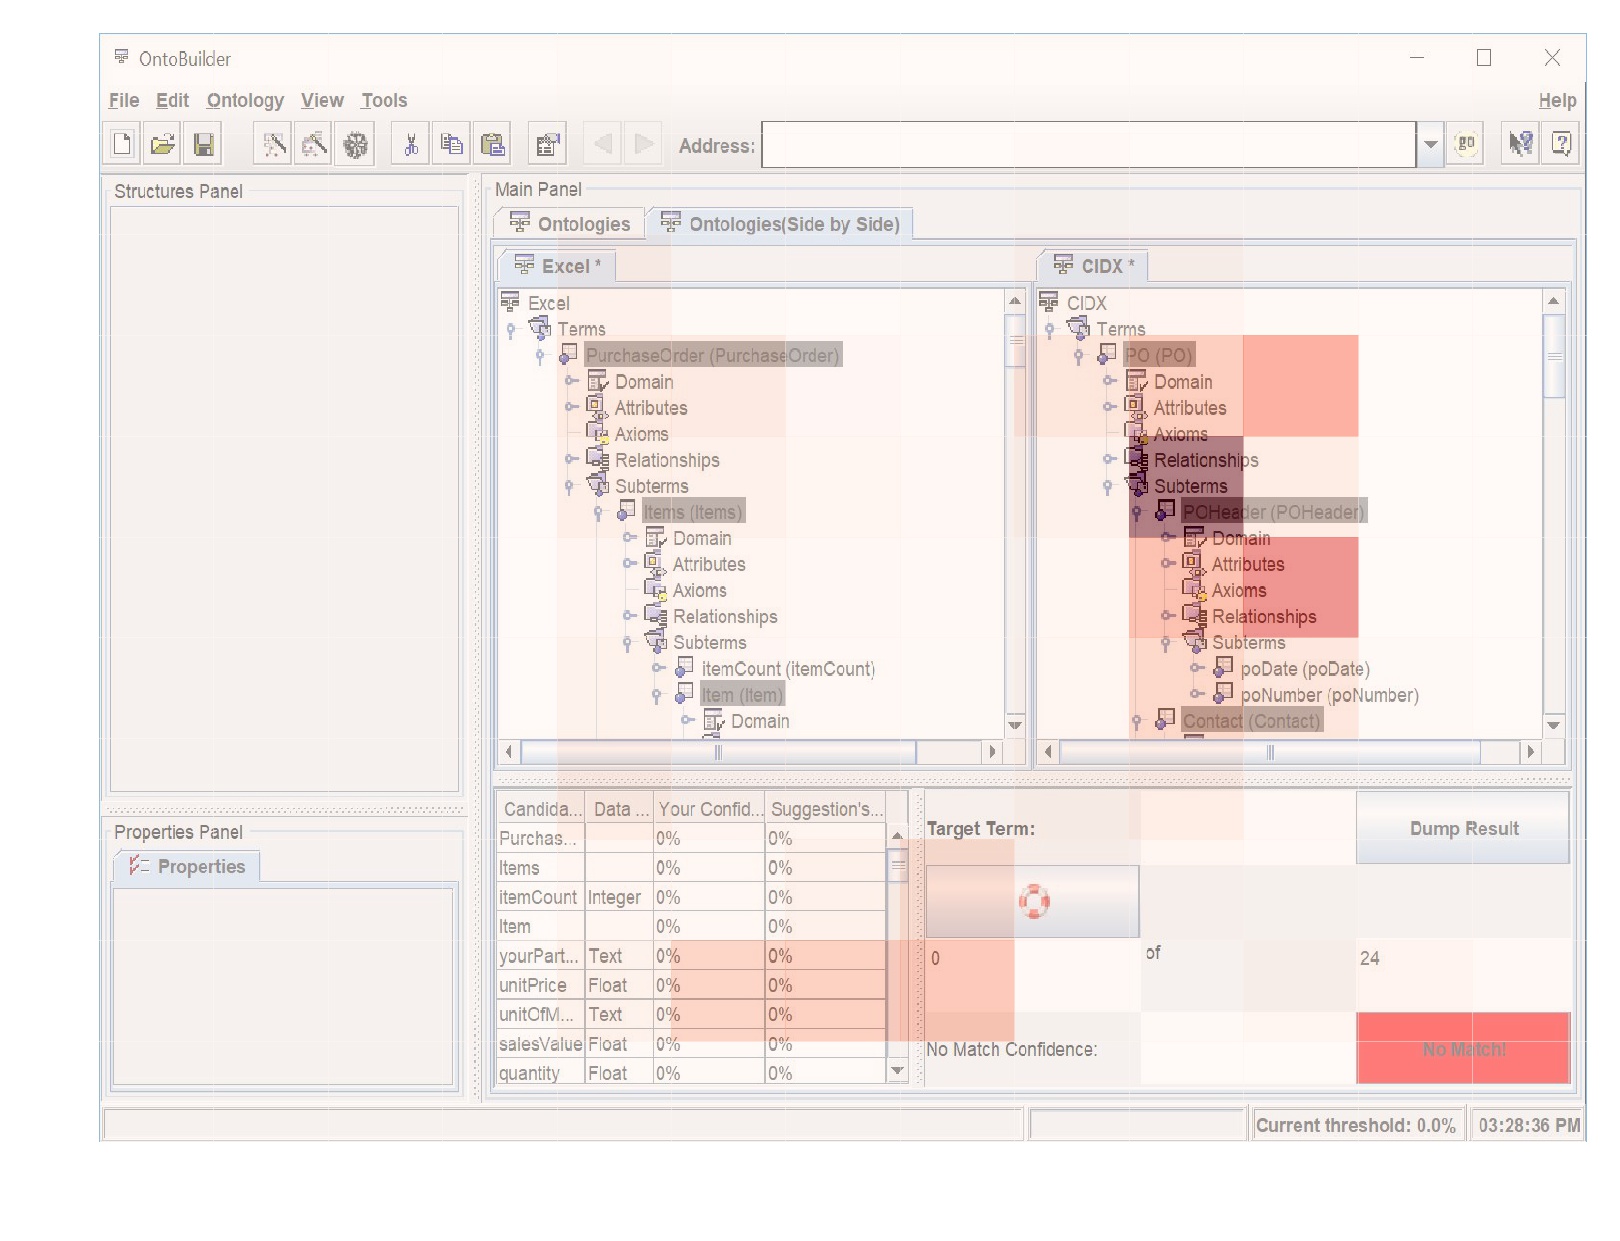 OntoBuilder
File Edit Ontology View Tools Help
Address: go
Structures Panel
Main Panel
Ontologies Ontologies(Side by Side)
Excel * CIDX *
Excel
Terms
PurchaseOrder (PurchaseOrder)
Domain
Attributes
Axioms
Relationships
Subterms
Items (Items)
Domain
Attributes
Axioms
Relationships
Subterms
itemCount (itemCount)
Item (Item)
Domain
CIDX
Terms
PO (PO)
Domain
Attributes
Axioms
Relationships
Subterms
POHeader (POHeader)
Domain
Attributes
Axioms
Relationships
Subterms
poDate (poDate)
poNumber (poNumber)
Contact (Contact)
Properties Panel
Properties
Candida... Data ... Your Confid... Suggestion's...
Purchas... 0% 0%
Items 0% 0%
itemCount Integer 0% 0%
Item 0% 0%
yourPart... Text 0% 0%
unitPrice Float 0% 0%
unitOfM... Text 0% 0%
salesValue Float 0% 0%
quantity Float 0% 0%
Target Term: Dump Result
0 of 24
No Match Confidence: No Match!
Current threshold: 0.0% 03:28:36 PM